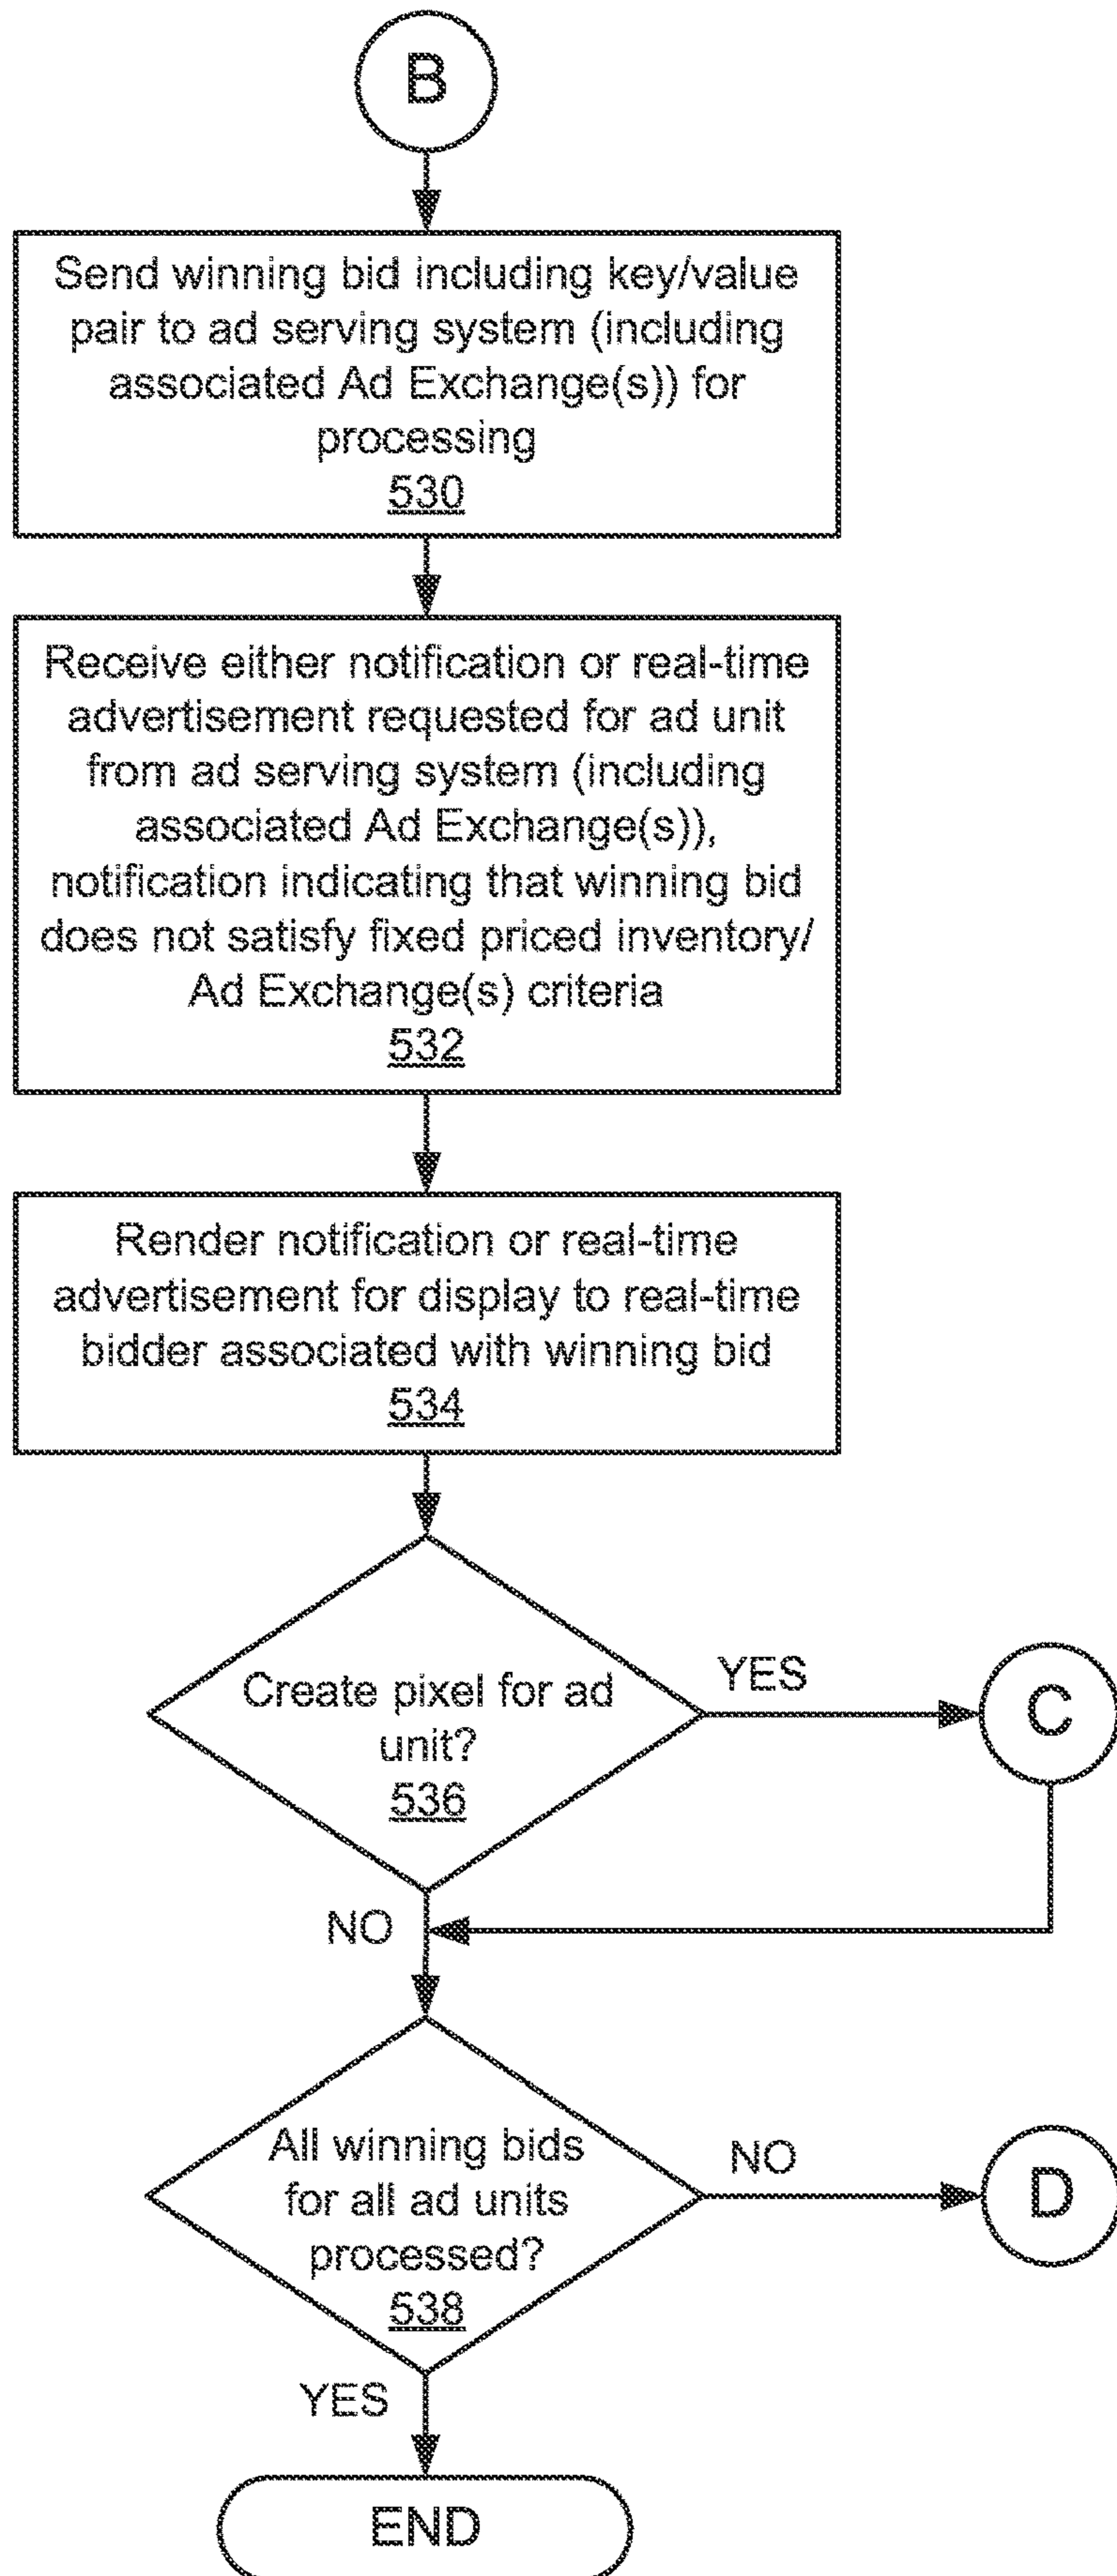 B
Send winning bid including key/value
pair to ad serving system (including
associated Ad Exchange(s)) for
processing
530
Receive either notification or real-time
advertisement requested for ad unit
from ad serving system (including
associated Ad Exchange(s)),
notification indicating that winning bid
does not satisfy fixed priced inventory/
Ad Exchange(s) criteria
532
Render notification or real-time
advertisement for display to real-time
bidder associated with winning bid
534
Create pixel for ad
unit?
536
YES
C
NO
All winning bids
for all ad units
processed?
538
NO
D
YES
END